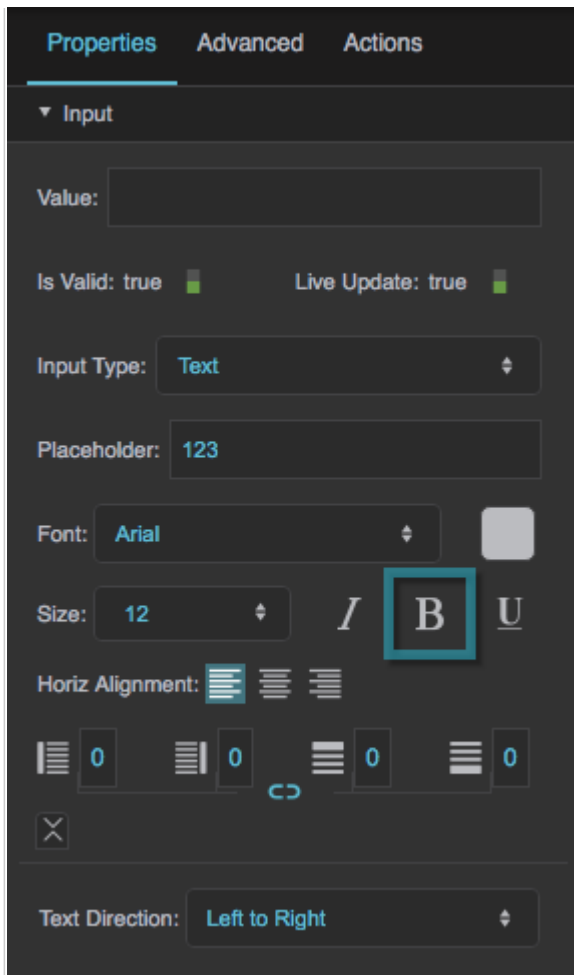 Properties Advanced Actions
Input
Value:
Is Valid: true Live Update: true
Input Type: Text
Placeholder: 123
Font: Arial
Size: 12 I B U
Horiz Alignment:
0 0 0 0
Text Direction: Left to Right